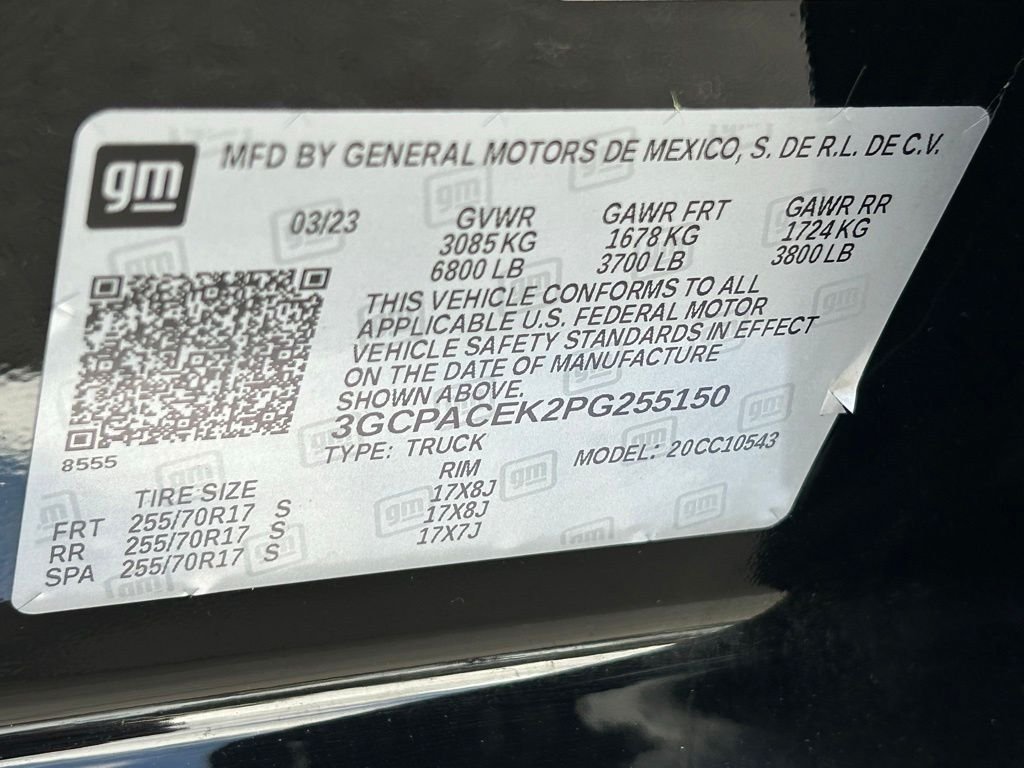 gm
MFD BY GENERAL MOTORS DE MEXICO, S. DE R.L. DE C.V.
03/23 GVWR GAWR FRT GAWR RR
3085 KG 1678 KG 1724 KG
6800 LB 3700 LB 3800 LB
THIS VEHICLE CONFORMS TO ALL
APPLICABLE U.S. FEDERAL MOTOR
VEHICLE SAFETY STANDARDS IN EFFECT
ON THE DATE OF MANUFACTURE
SHOWN ABOVE.
3GCPACEK2PG255150
8555
TYPE: TRUCK MODEL: 20CC10543
TIRE SIZE RIM
FRT 255/70R17 S 17X8J
RR 255/70R17 S 17X8J
SPA 255/70R17 S 17X7J